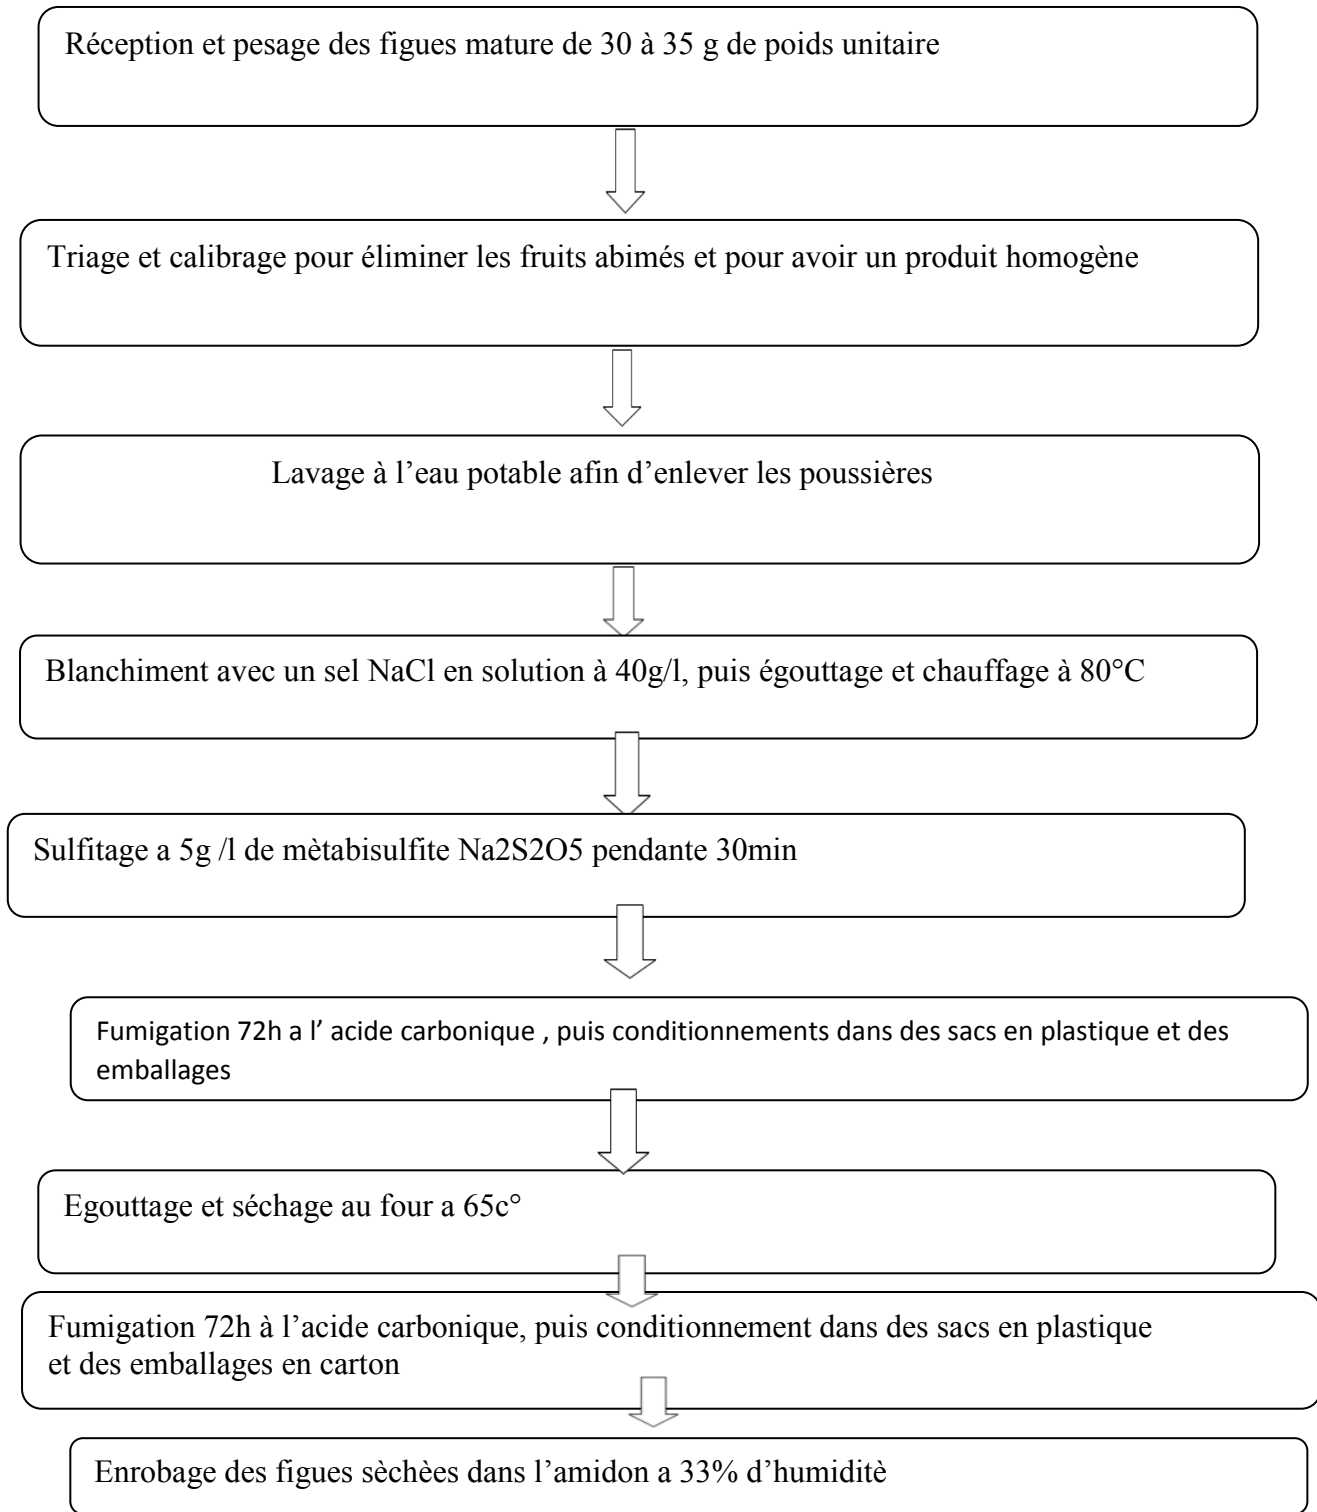 Réception et pesage des figues mature de 30 à 35 g de poids unitaire
Triage et calibrage pour éliminer les fruits abimés et pour avoir un produit homogène
Lavage à l’eau potable afin d’enlever les poussières
Blanchiment avec un sel NaCl en solution à 40g/l, puis égouttage et chauffage à 80°C
Sulfitage a 5g /l de mètabisulfite Na2S2O5 pendante 30min
Fumigation 72h a l’ acide carbonique , puis conditionnements dans des sacs en plastique et des
emballages
Egouttage et séchage au four a 65c°
Fumigation 72h à l’acide carbonique, puis conditionnement dans des sacs en plastique
et des emballages en carton
Enrobage des figues sèchèes dans l’amidon a 33% d’humiditè